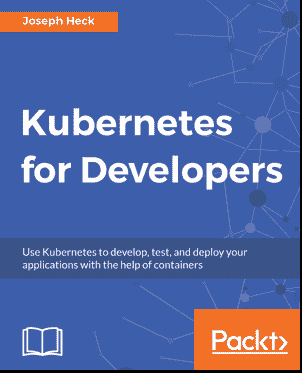 Joseph Heck
Kubernetes
for Developers
Use Kubernetes to develop, test, and deploy your
applications with the help of containers
Packt>